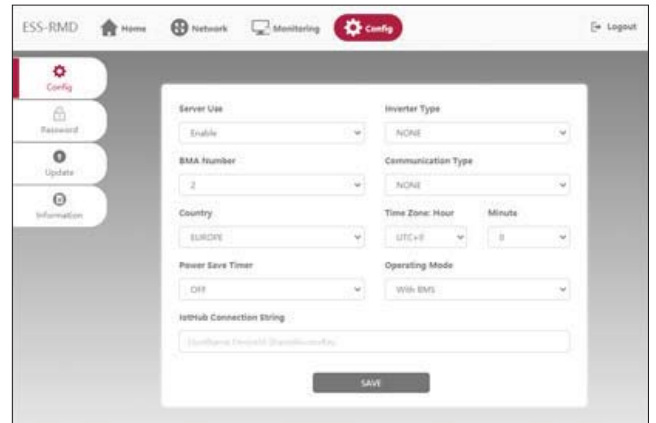 ESS-RMD Home Network Monitoring Config Logout
Config
Password
Update
Information
Server Use Inverter Type
Enable NONE
BMA Number Communication Type
2 NONE
Country Time Zone: Hour Minute
EUROPE UTC+0 0
Power Save Timer Operating Mode
OFF With BMS
IotHub Connection String
SAVE